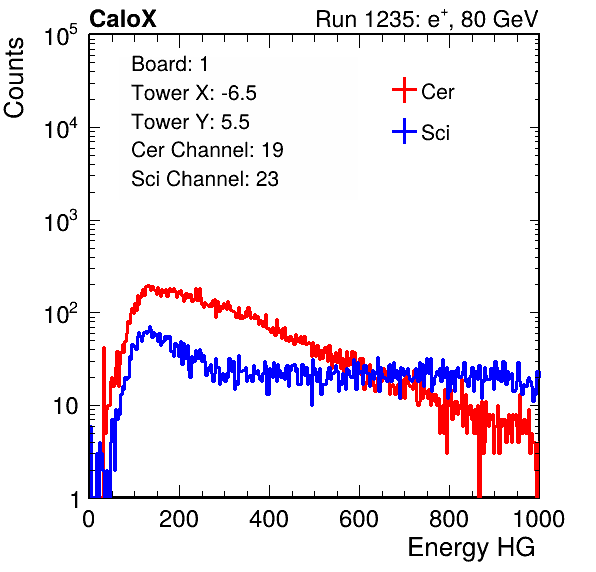 CaloX Run 1235: e⁺, 80 GeV
Counts
10⁵
10⁴
10³
10²
10
1
Board: 1
Tower X: -6.5
Tower Y: 5.5
Cer Channel: 19
Sci Channel: 23
Cer
Sci
0 200 400 600 800 1000
Energy HG